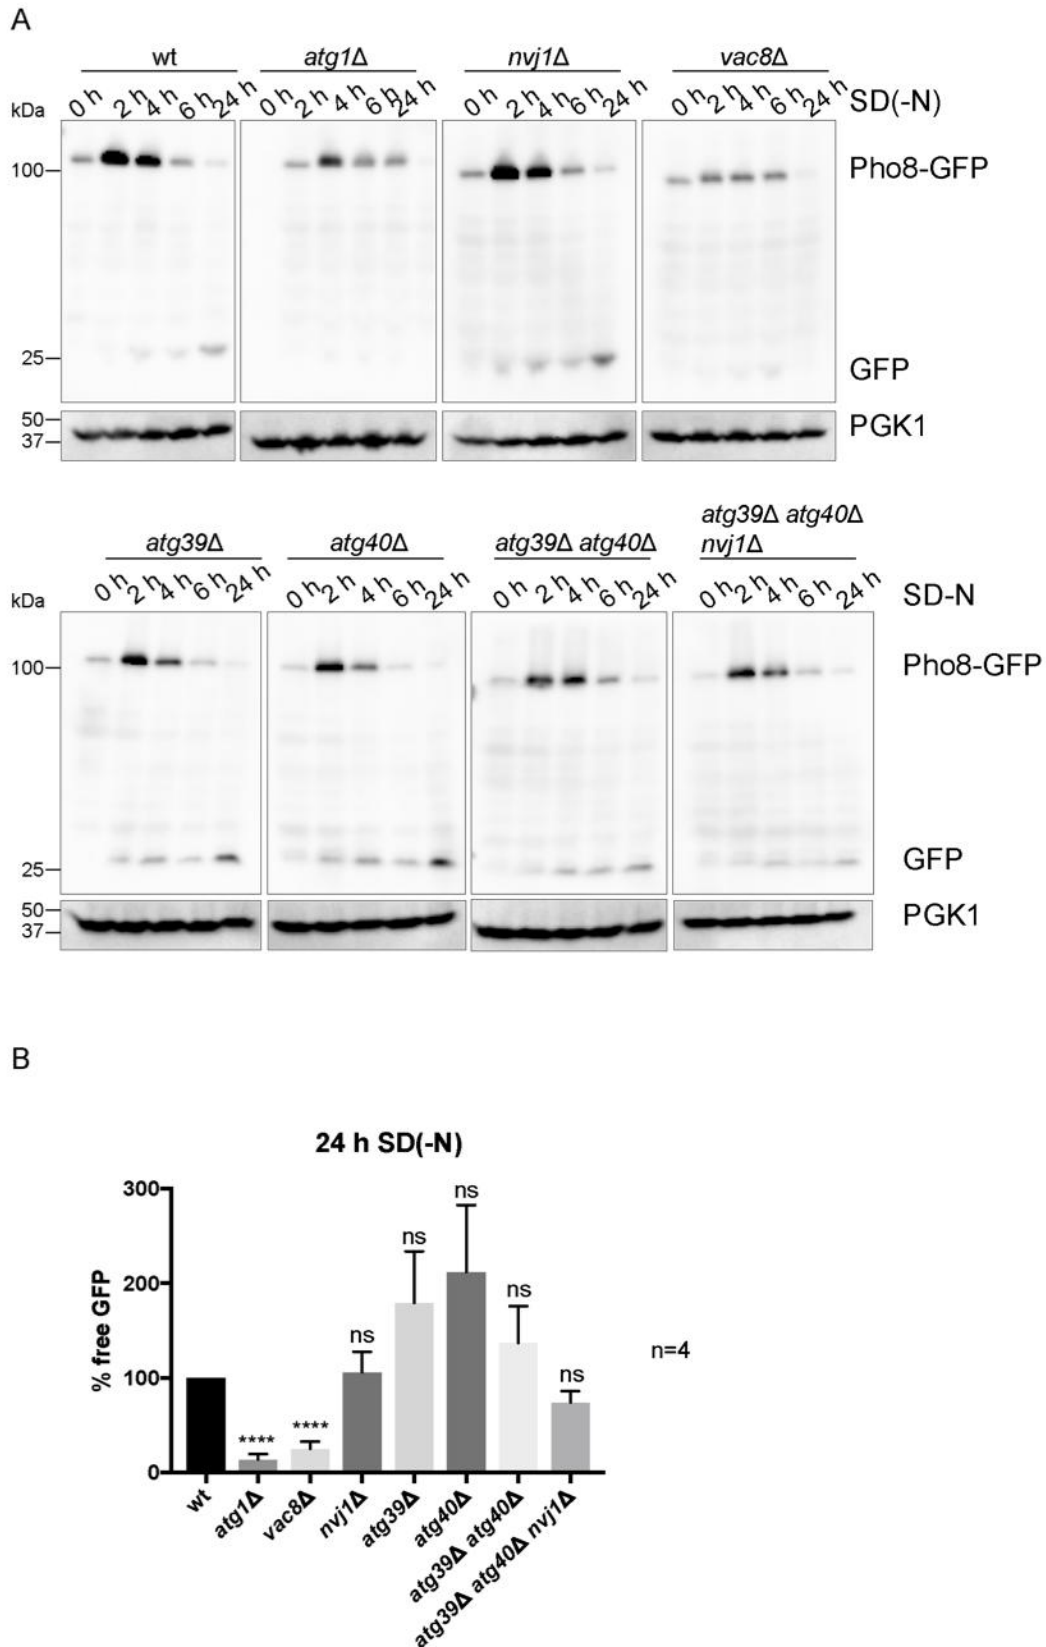 A
wt atg1Δ nvj1Δ vac8Δ
0 h 2 h 4 h 6 h 24 h 0 h 2 h 4 h 6 h 24 h 0 h 2 h 4 h 6 h 24 h 0 h 2 h 4 h 6 h 24 h SD(-N)
kDa
100 Pho8-GFP
25 GFP
50 PGK1
37
atg39Δ atg40Δ
atg39Δ atg40Δ atg39Δ atg40Δ nvj1Δ
0 h 2 h 4 h 6 h 24 h 0 h 2 h 4 h 6 h 24 h 0 h 2 h 4 h 6 h 24 h 0 h 2 h 4 h 6 h 24 h SD-N
kDa
100 Pho8-GFP
25 GFP
50 PGK1
37
B
24 h SD(-N)
% free GFP
300
200
100
0
**** **** ns ns ns ns ns
n=4
wt atg1Δ vac8Δ nvj1Δ atg39Δ atg40Δ atg39Δ atg40Δ atg39Δ atg40Δ nvj1Δ